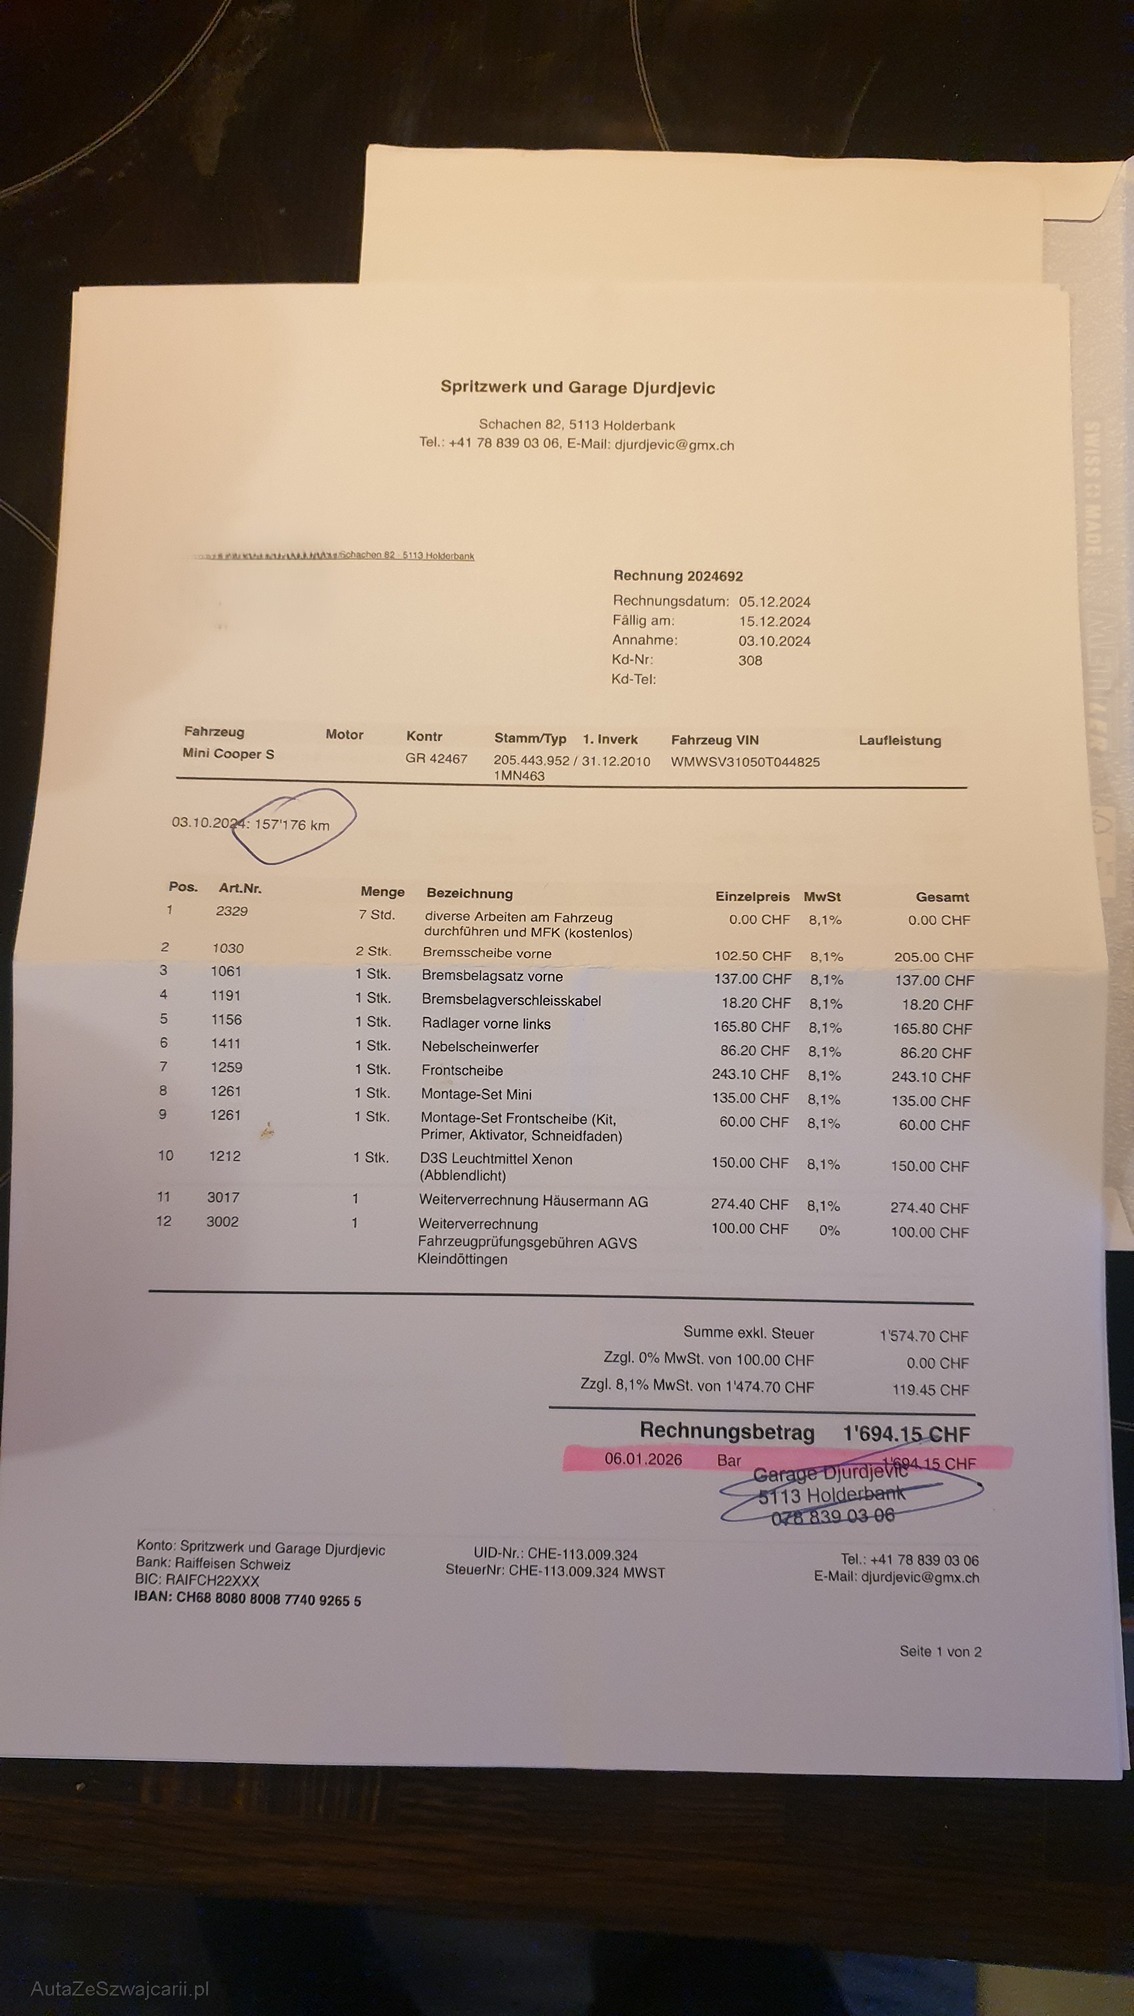 Spritzwerk und Garage Djurdjevic
Schachen 82, 5113 Holderbank
Tel.: +41 78 839 03 06, E-Mail: djurdjevic@gmx.ch
SWISS MADE
Schachen 82 5113 Holderbank
Rechnung 2024692
Rechnungsdatum: 05.12.2024
Fällig am: 15.12.2024
Annahme: 03.10.2024
Kd-Nr: 308
Kd-Tel:
Fahrzeug Motor Kontr Stamm/Typ 1. Inverk Fahrzeug VIN Laufleistung
Mini Cooper S GR 42467 205.443.952 / 31.12.2010 WMWSV31050T044825
1MN463
03.10.2024: 157'176 km
Pos. Art.Nr. Menge Bezeichnung Einzelpreis MwSt Gesamt
1 2329 7 Std. diverse Arbeiten am Fahrzeug 0.00 CHF 8,1% 0.00 CHF
durchführen und MFK (kostenlos)
2 1030 2 Stk. Bremsscheibe vorne 102.50 CHF 8,1% 205.00 CHF
3 1061 1 Stk. Bremsbelagsatz vorne 137.00 CHF 8,1% 137.00 CHF
4 1191 1 Stk. Bremsbelagverschleisskabel 18.20 CHF 8,1% 18.20 CHF
5 1156 1 Stk. Radlager vorne links 165.80 CHF 8,1% 165.80 CHF
6 1411 1 Stk. Nebelscheinwerfer 86.20 CHF 8,1% 86.20 CHF
7 1259 1 Stk. Frontscheibe 243.10 CHF 8,1% 243.10 CHF
8 1261 1 Stk. Montage-Set Mini 135.00 CHF 8,1% 135.00 CHF
9 1261 1 Stk. Montage-Set Frontscheibe (Kit, 60.00 CHF 8,1% 60.00 CHF
Primer, Aktivator, Schneidfaden)
10 1212 1 Stk. D3S Leuchtmittel Xenon 150.00 CHF 8,1% 150.00 CHF
(Abblendlicht)
11 3017 1 Weiterverrechnung Häusermann AG 274.40 CHF 8,1% 274.40 CHF
12 3002 1 Weiterverrechnung 100.00 CHF 0% 100.00 CHF
Fahrzeugprüfungsgebühren AGVS
Kleindöttingen
Summe exkl. Steuer 1'574.70 CHF
Zzgl. 0% MwSt. von 100.00 CHF 0.00 CHF
Zzgl. 8,1% MwSt. von 1'474.70 CHF 119.45 CHF
Rechnungsbetrag 1'694.15 CHF
06.01.2026 Bar 1'694.15 CHF
Garage Djurdjevic
5113 Holderbank
078 839 03 06
Konto: Spritzwerk und Garage Djurdjevic
Bank: Raiffeisen Schweiz
BIC: RAIFCH22XXX
IBAN: CH68 8080 8008 7740 9265 5
UID-Nr.: CHE-113.009.324
SteuerNr: CHE-113.009.324 MWST
Tel.: +41 78 839 03 06
E-Mail: djurdjevic@gmx.ch
Seite 1 von 2
AutaZeSzwajcarii.pl